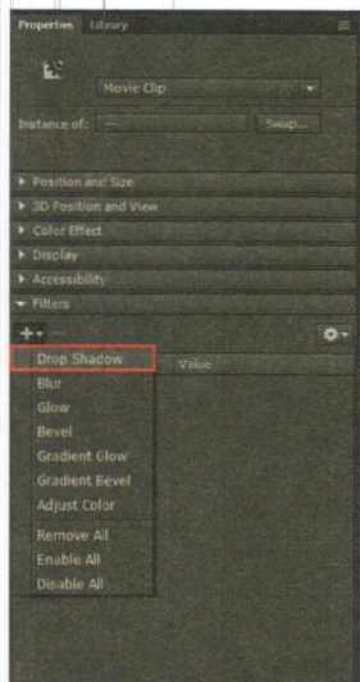 Properties Library
Movie Clip
Instance of: Swap...
Position and Size
3D Position and View
Color Effect
Display
Accessibility
Filters
Drop Shadow Value
Blur
Glow
Bevel
Gradient Glow
Gradient Bevel
Adjust Color
Remove All
Enable All
Disable All